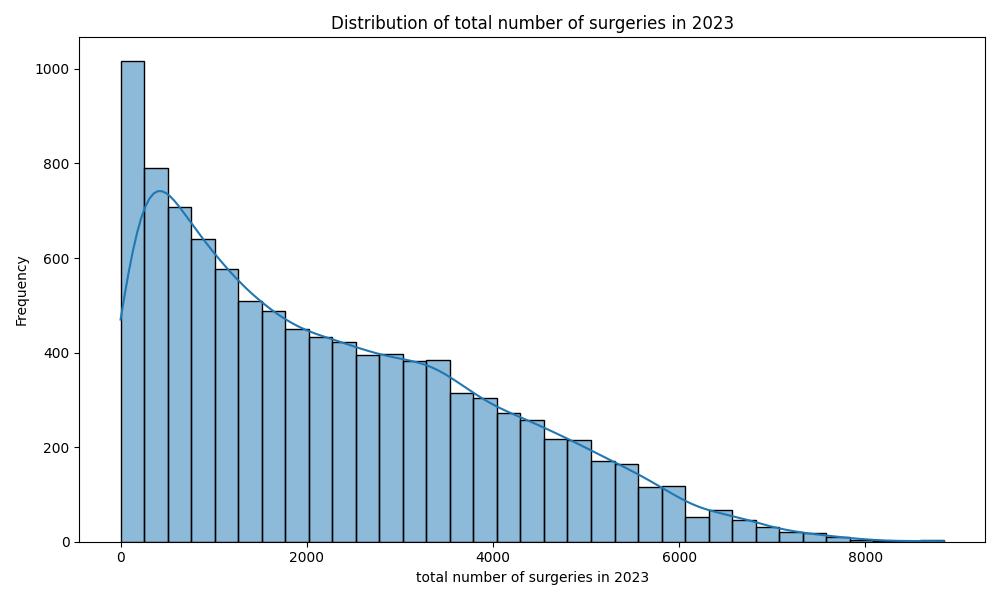 Distribution of total number of surgeries in 2023
1000
800
600
400
200
0
Frequency
0 2000 4000 6000 8000
total number of surgeries in 2023